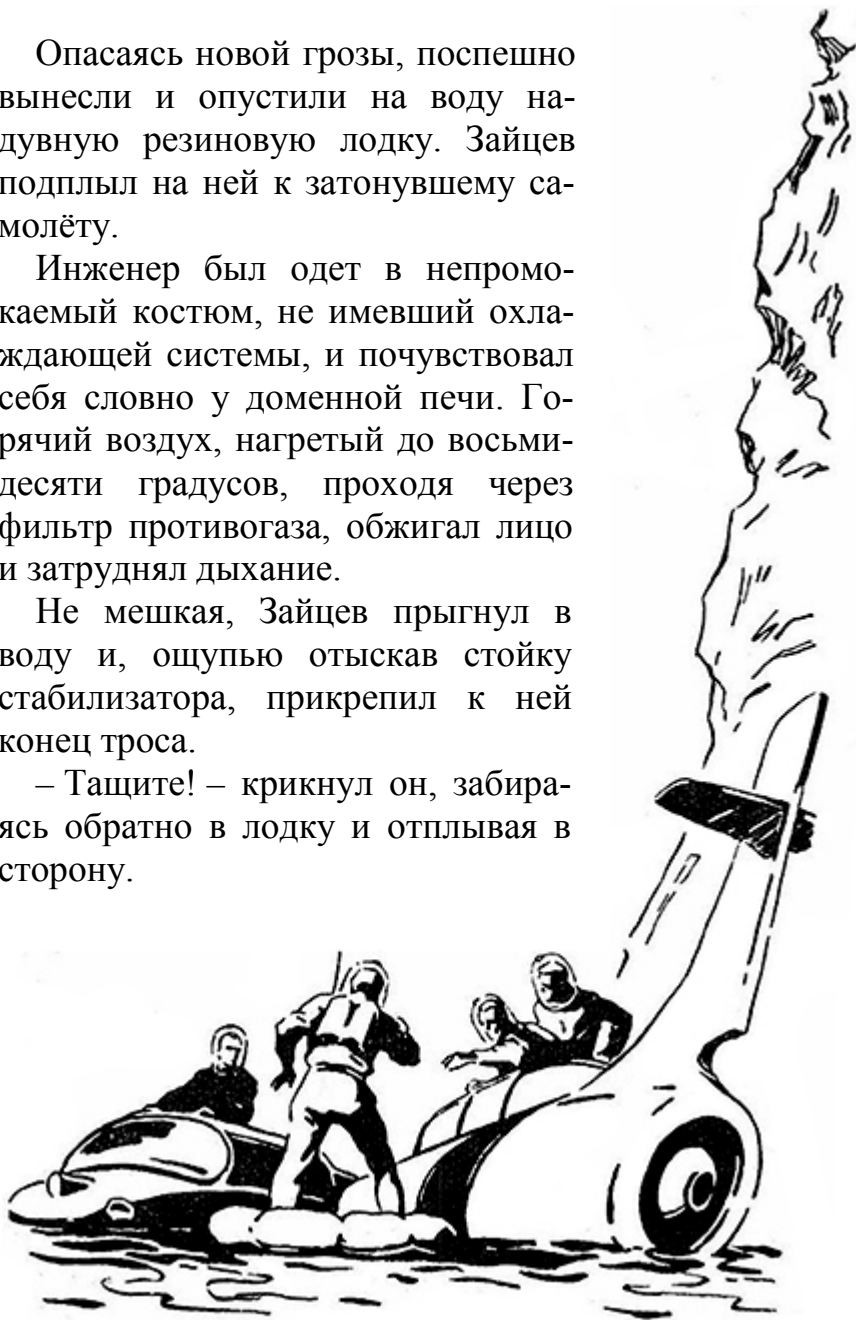 Опасаясь новой грозы, поспешно
вынесли и опустили на воду на-
дувную резиновую лодку. Зайцев
подплыл на ней к затонувшему са-
молёту.
Инженер был одет в непромо-
каемый костюм, не имевший охла-
ждающей системы, и почувствовал
себя словно у доменной печи. Го-
рячий воздух, нагретый до восьми-
десяти градусов, проходя через
фильтр противогаза, обжигал лицо
и затруднял дыхание.
Не мешкая, Зайцев прыгнул в
воду и, ощупью отыскав стойку
стабилизатора, прикрепил к ней
конец троса.
– Тащите! – крикнул он, забира-
ясь обратно в лодку и отплывая в
сторону.